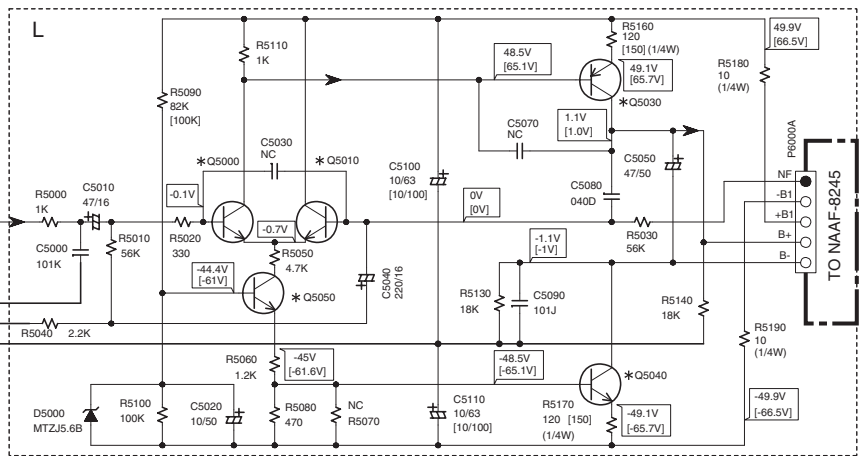 L
R5110
1K
R5090
82K
[100K]
R5160
120
[150] (1/4W)
48.5V
[65.1V]
49.1V
[65.7V]
*Q5030
49.9V
[66.5V]
R5180
10
(1/4W)
P6000A
C5030
NC
*Q5000
*Q5010
C5070
NC
1.1V
[1.0V]
C5100
10/63
[10/100]
C5050
47/50
C5080
040D
R5000
1K
C5010
47/16
-0.1V
0V
[0V]
NF
-B1
+B1
B+
B-
TO NAAF-8245
C5000
101K
R5010
56K
R5020
330
-0.7V
R5050
4.7K
R5030
56K
-1.1V
[-1V]
-44.4V
[-61V]
*Q5050
C5040
220/16
R5130
18K
C5090
101J
R5140
18K
R5040
2.2K
R5190
10
(1/4W)
R5060
1.2K
-45V
[-61.6V]
-48.5V
[-65.1V]
*Q5040
D5000
MTZJ5.6B
R5100
100K
C5020
10/50
R5080
470
NC
R5070
C5110
10/63
[10/100]
R5170
120 [150]
(1/4W)
-49.1V
[-65.7V]
-49.9V
[-66.5V]